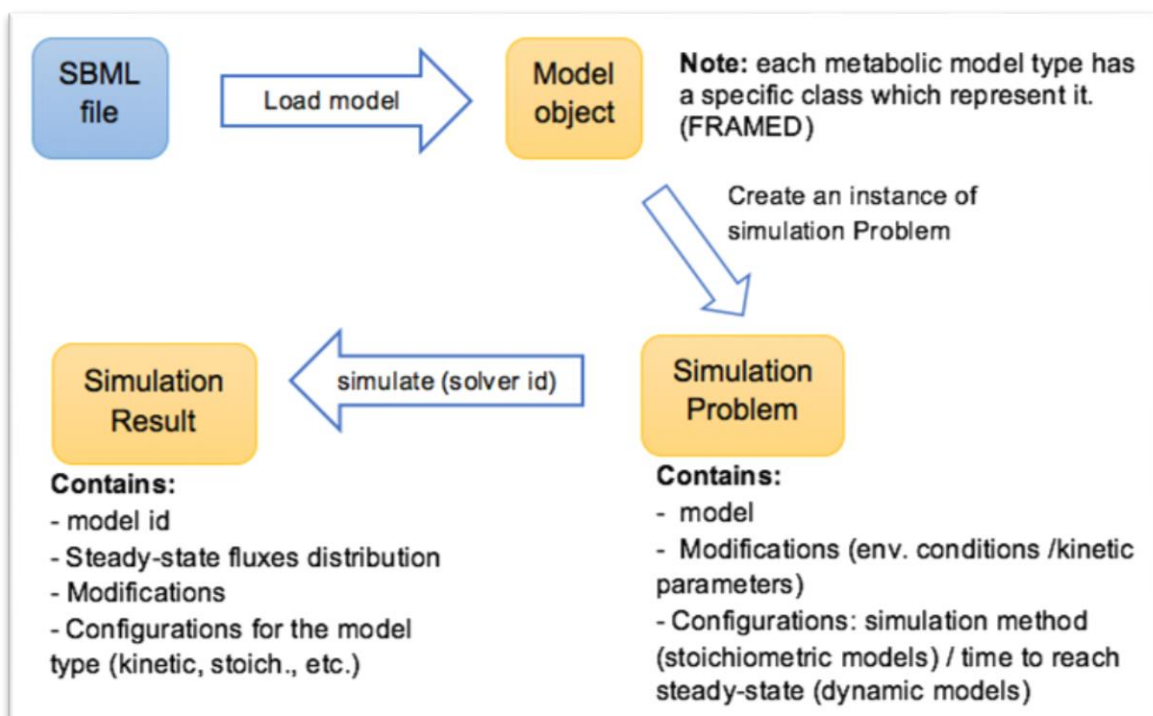 SBML
file
Load model
Model
object
Note: each metabolic model type has
a specific class which represent it.
(FRAMED)
Create an instance of
simulation Problem
Simulation
Result
simulate (solver id)
Simulation
Problem
Contains:
- model id
- Steady-state fluxes distribution
- Modifications
- Configurations for the model
type (kinetic, stoich., etc.)
Contains:
- model
- Modifications (env. conditions /kinetic
parameters)
- Configurations: simulation method
(stoichiometric models) / time to reach
steady-state (dynamic models)